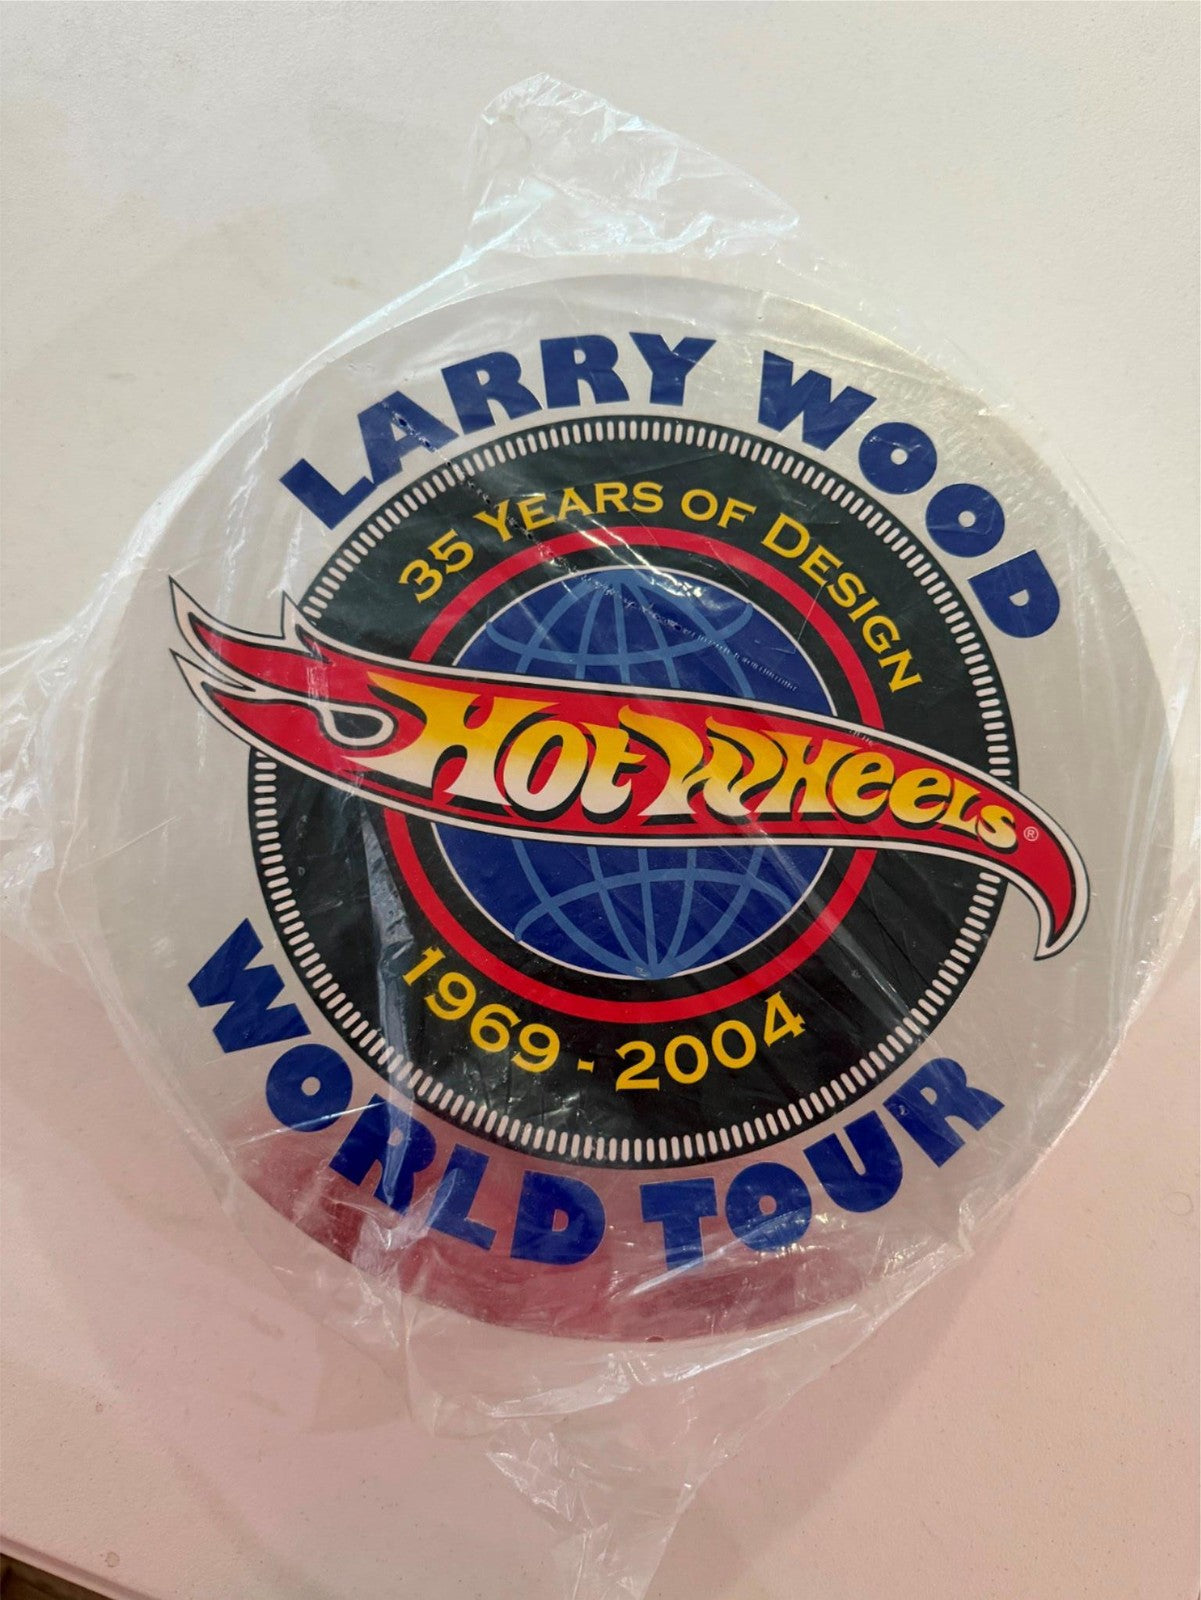 LARRY WOOD
35 YEARS OF DESIGN
HOT WHEELS®
1969 - 2004
WORLD TOUR